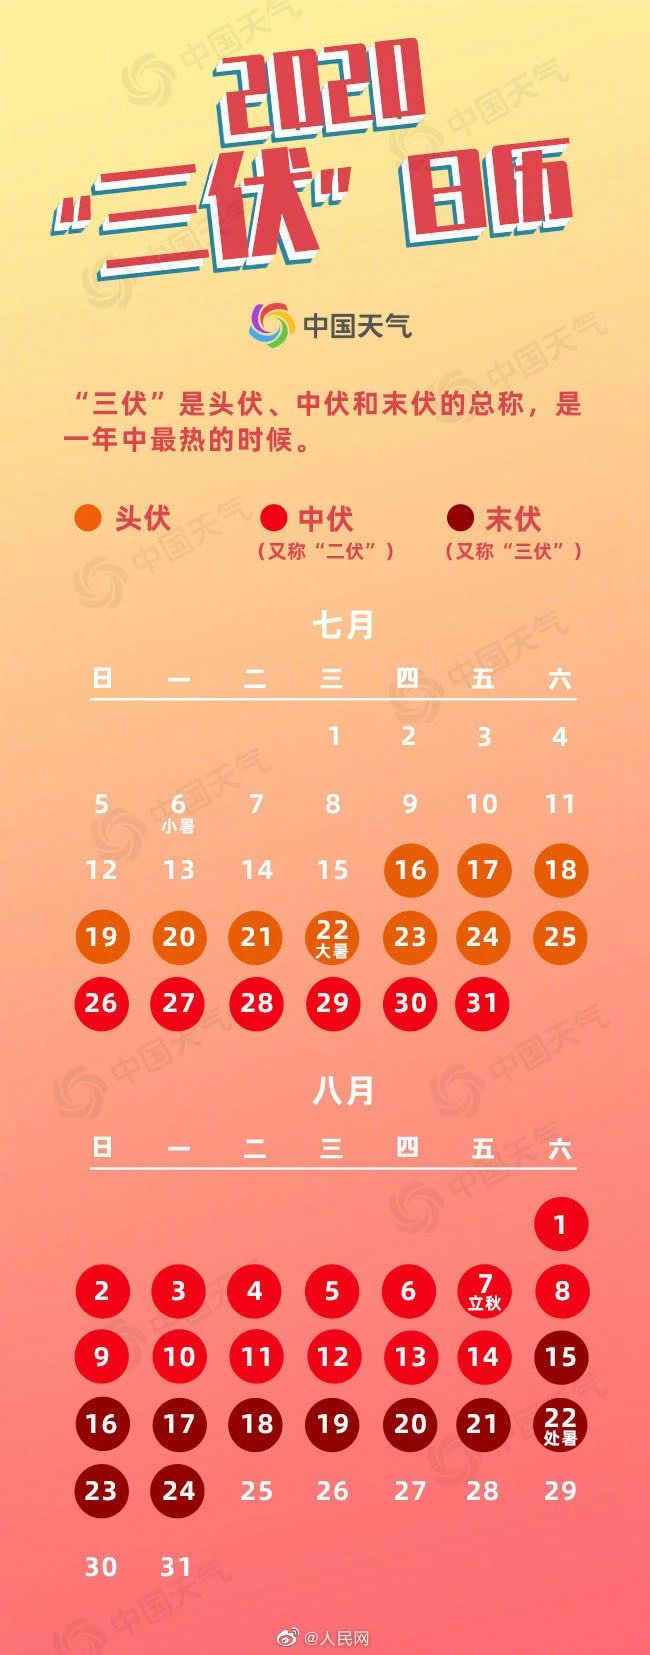 2020
“三伏”日历
中国天气
“三伏”是头伏、中伏和末伏的总称，是
一年中最热的时候。
头伏 中伏 末伏
（又称“二伏”） （又称“三伏”）
七月
日 一 二 三 四 五 六
1 2 3 4
5 6 7 8 9 10 11
小暑
12 13 14 15 16 17 18
19 20 21 22 23 24 25
大暑
26 27 28 29 30 31
八月
日 一 二 三 四 五 六
1
2 3 4 5 6 7 8
立秋
9 10 11 12 13 14 15
16 17 18 19 20 21 22
处暑
23 24 25 26 27 28 29
30 31
@人民网